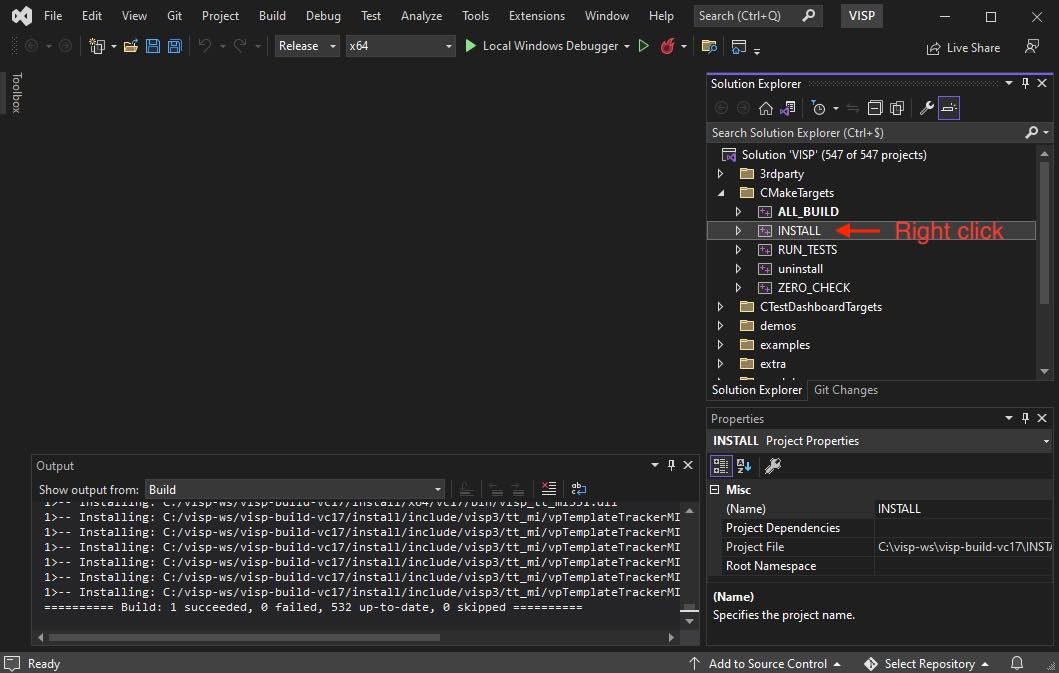 File Edit View Git Project Build Debug Test Analyze Tools Extensions Window Help Search (Ctrl+Q) VISP
Release x64 Local Windows Debugger Live Share
Toolbox
Solution Explorer
Search Solution Explorer (Ctrl+$)
Solution 'VISP' (547 of 547 projects)
3rdparty
CMakeTargets
ALL_BUILD
INSTALL Right click
RUN_TESTS
uninstall
ZERO_CHECK
CTestDashboardTargets
demos
examples
extra
Solution Explorer Git Changes
Properties
INSTALL Project Properties
Misc
(Name) INSTALL
Project Dependencies
Project File C:\visp-ws\visp-build-vc17\INSTA
Root Namespace
(Name)
Specifies the project name.
Output
Show output from: Build
1>-- Installing: C:/visp-ws/visp-build-vc17/install/x64/vc17/bin/visp_tt_mi351.dll
1>-- Installing: C:/visp-ws/visp-build-vc17/install/include/visp3/tt_mi/vpTemplateTrackerMI
1>-- Installing: C:/visp-ws/visp-build-vc17/install/include/visp3/tt_mi/vpTemplateTrackerMI
1>-- Installing: C:/visp-ws/visp-build-vc17/install/include/visp3/tt_mi/vpTemplateTrackerMI
1>-- Installing: C:/visp-ws/visp-build-vc17/install/include/visp3/tt_mi/vpTemplateTrackerMI
1>-- Installing: C:/visp-ws/visp-build-vc17/install/include/visp3/tt_mi/vpTemplateTrackerMI
1>-- Installing: C:/visp-ws/visp-build-vc17/install/include/visp3/tt_mi/vpTemplateTrackerMI
========== Build: 1 succeeded, 0 failed, 532 up-to-date, 0 skipped ==========
Ready Add to Source Control Select Repository